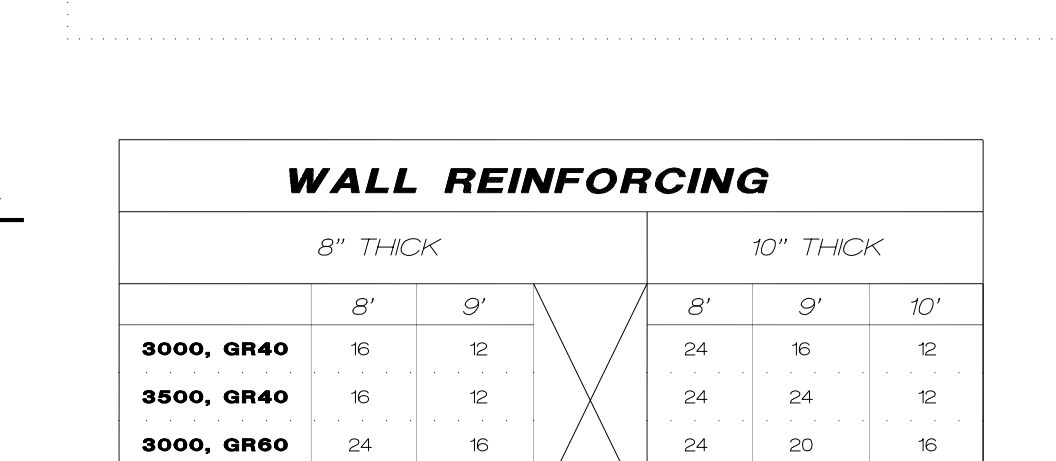 WALL REINFORCING
8" THICK 10" THICK
8' 9' 8' 9' 10'
3000, GR40 16 12 24 16 12
3500, GR40 16 12 24 24 12
3000, GR60 24 16 24 20 16